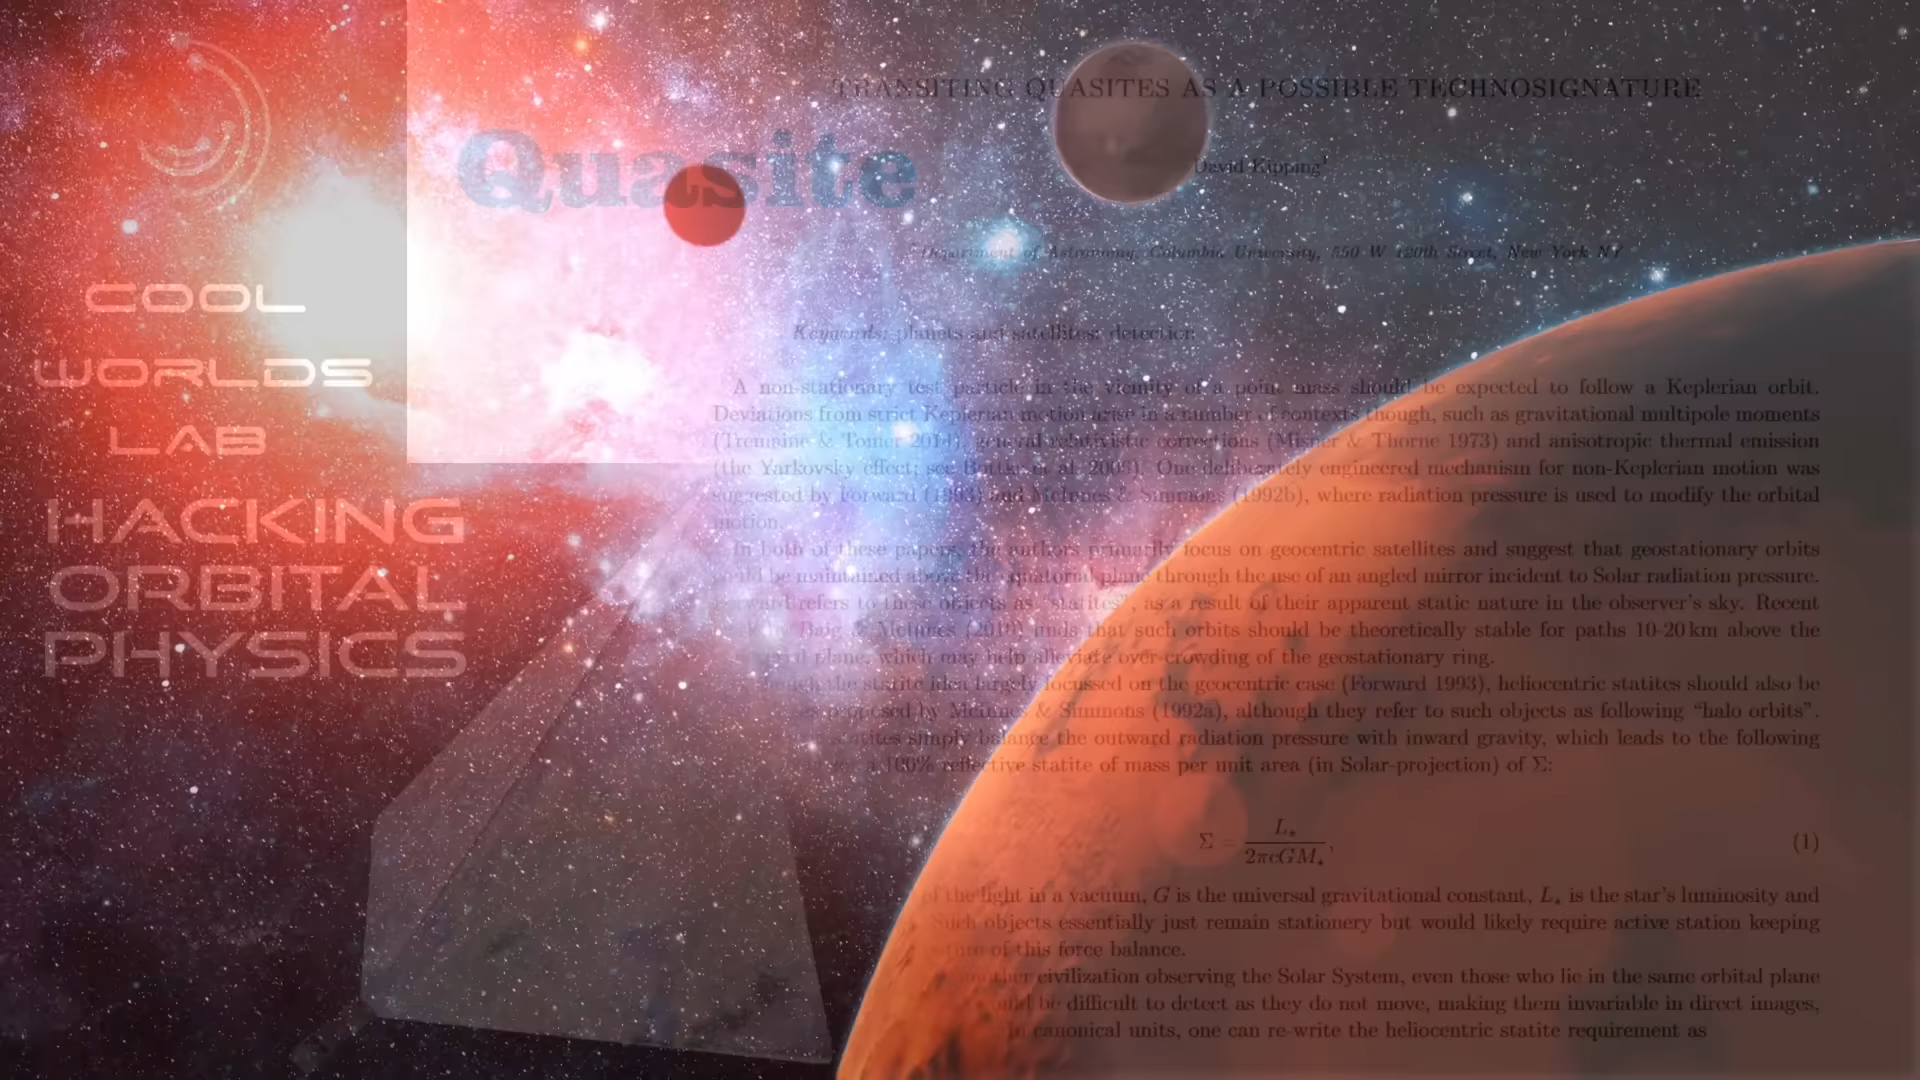 COOL
WORLDS
LAB
HACKING
ORBITAL
PHYSICS
Quasite
TRANSITING QUASITES AS A POSSIBLE TECHNOSIGNATURE
David Kipping¹
Department of Astronomy, Columbia University, 550 W 120th Street, New York NY
Keywords: planets and satellites: detection
A non-stationary test particle in the vicinity of a point mass should be expected to follow a Keplerian orbit.
Deviations from strict Keplerian motion arise in a number of contexts though, such as gravitational multipole moments
(Tremaine & 2014), general relativistic corrections (Misner & Thorne 1973) and anisotropic thermal emission
(the Yarkovsky effect; see Bottke et al. 2006). One deliberately engineered mechanism for non-Keplerian motion was
suggested by Forward (1993) and McInnes & Simmons (1992b), where radiation pressure is used to modify the orbital
motion.
In both of these papers, the authors primarily focus on geocentric satellites and suggest that geostationary orbits
be maintained above the equatorial plane through the use of an angled mirror incident to Solar radiation pressure.
refers to these objects as "statites", as a result of their apparent static nature in the observer's sky. Recent
Baig & McInnes (2010) finds that such orbits should be theoretically stable for paths 10-20 km above the
plane, which may help alleviate over-crowding of the geostationary ring.
the statite idea largely focussed on the geocentric case (Forward 1993), heliocentric statites should also be
proposed by McInnes & Simmons (1992a), although they refer to such objects as following "halo orbits".
statites simply balance the outward radiation pressure with inward gravity, which leads to the following
a 100% reflective statite of mass per unit area (in Solar-projection) of Σ:
Σ = L⋆ / 2πcGM⋆, (1)
of the light in a vacuum, G is the universal gravitational constant, L⋆ is the star's luminosity and
Such objects essentially just remain stationery but would likely require active station keeping
of this force balance.
civilization observing the Solar System, even those who lie in the same orbital plane
be difficult to detect as they do not move, making them invariable in direct images,
canonical units, one can re-write the heliocentric statite requirement as